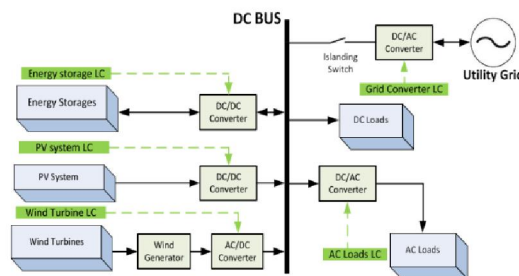 DC BUS
DC/AC
Converter
Islanding
Switch
Utility Grid
Energy storage LC
Grid Converter LC
Energy Storages
DC/DC
Converter
DC Loads
PV system LC
PV System
DC/DC
Converter
DC/AC
Converter
Wind Turbine LC
Wind Turbines
Wind
Generator
AC/DC
Converter
AC Loads LC
AC Loads